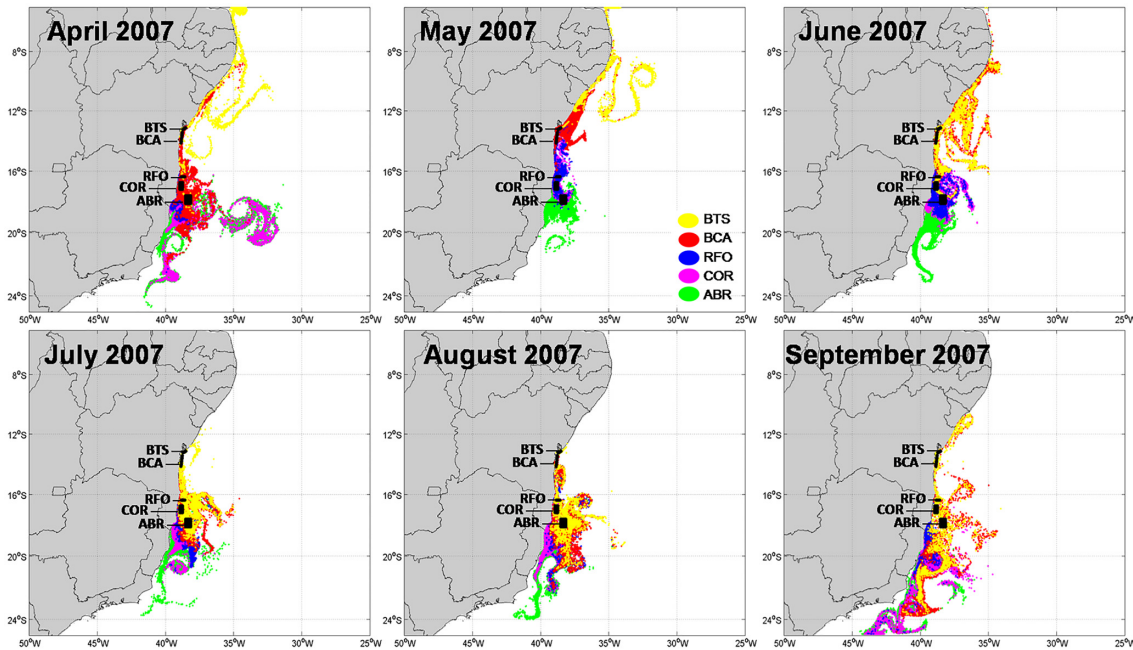 April 2007
May 2007
June 2007
8°S
8°S
8°S
12°S
12°S
12°S
BTS
BTS
BTS
BCA
BCA
BCA
16°S
16°S
16°S
RFO
RFO
RFO
COR
COR
COR
ABR
ABR
ABR
20°S
20°S
20°S
24°S
24°S
24°S
BTS
BCA
RFO
COR
ABR
50°W 45°W 40°W 35°W 30°W 25°W
50°W 45°W 40°W 35°W 30°W 25°W
50°W 45°W 40°W 35°W 30°W 25°W
July 2007
August 2007
September 2007
8°S
8°S
8°S
12°S
12°S
12°S
BTS
BTS
BTS
BCA
BCA
BCA
16°S
16°S
16°S
RFO
RFO
RFO
COR
COR
COR
ABR
ABR
ABR
20°S
20°S
20°S
24°S
24°S
24°S
50°W 45°W 40°W 35°W 30°W 25°W
50°W 45°W 40°W 35°W 30°W 25°W
50°W 45°W 40°W 35°W 30°W 25°W